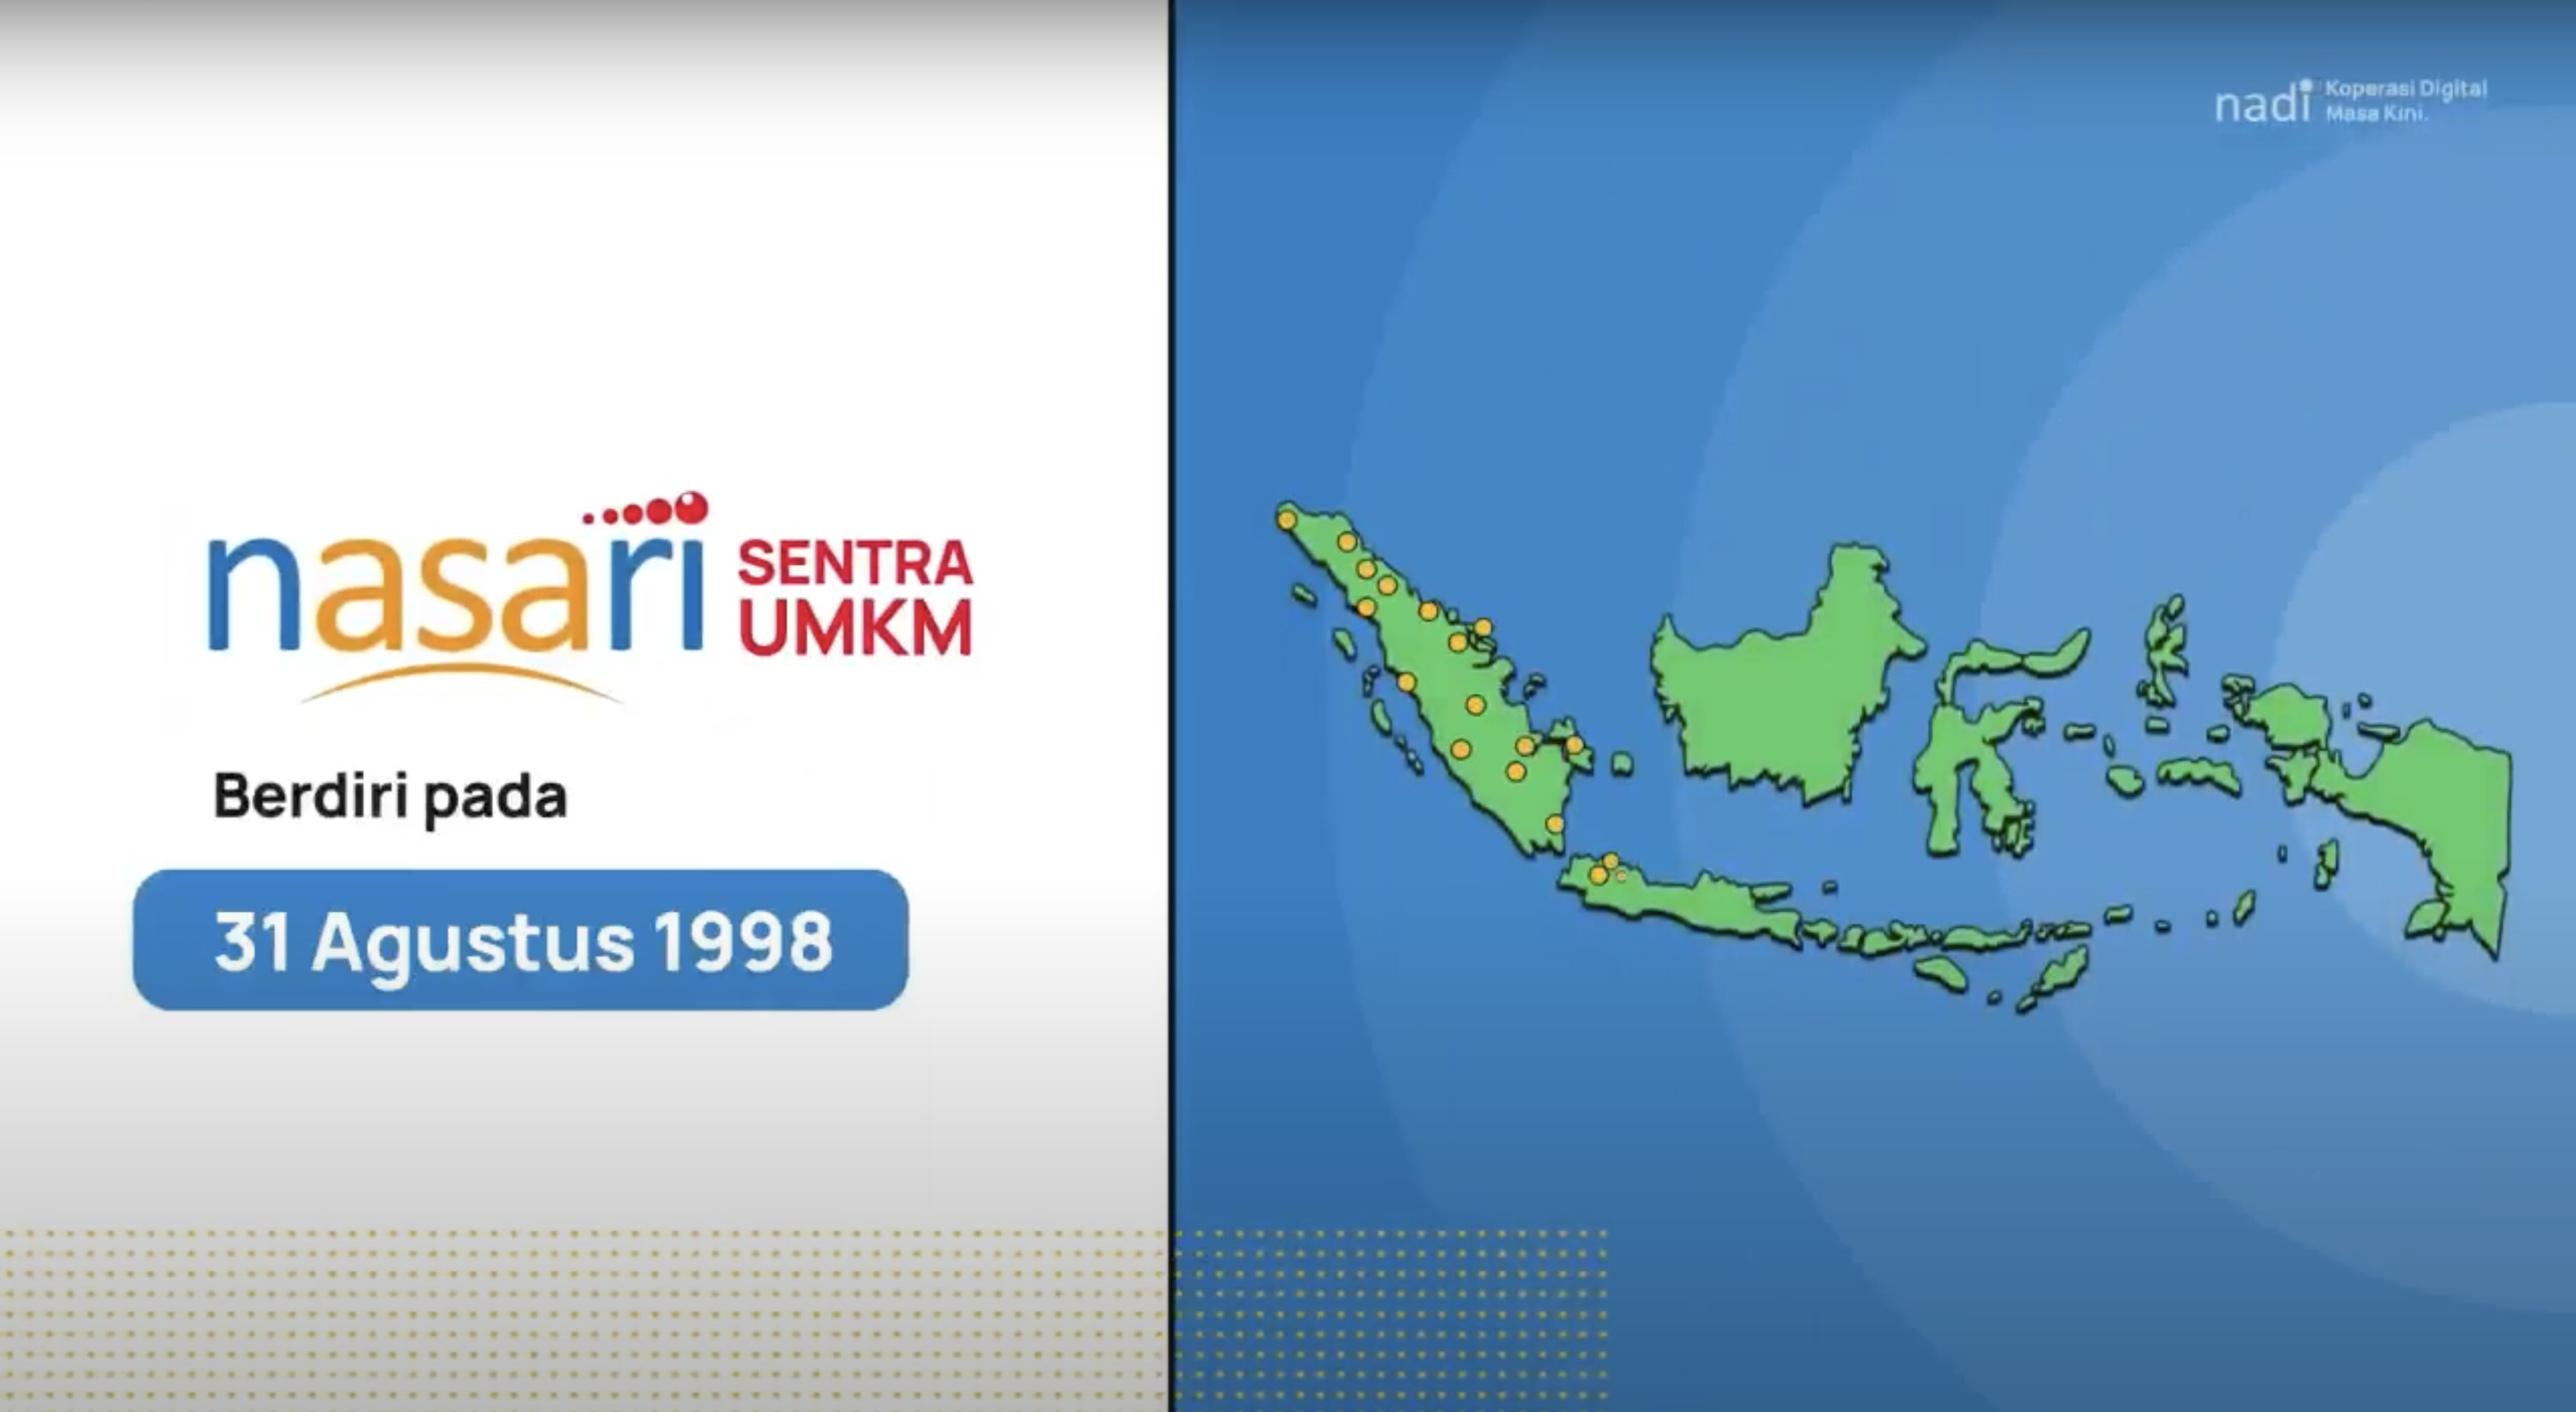 nadi Koperasi Digital
Masa Kini.
nasari SENTRA
UMKM
Berdiri pada
31 Agustus 1998